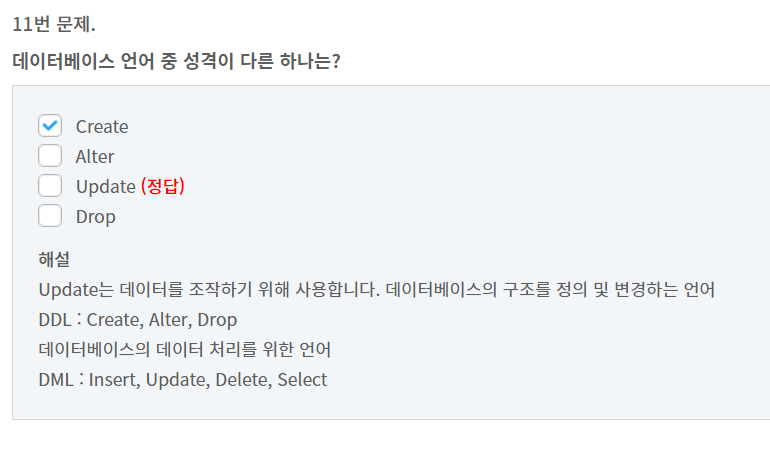 11번 문제.
데이터베이스 언어 중 성격이 다른 하나는?
Create
Alter
Update (정답)
Drop
해설
Update는 데이터를 조작하기 위해 사용합니다. 데이터베이스의 구조를 정의 및 변경하는 언어
DDL : Create, Alter, Drop
데이터베이스의 데이터 처리를 위한 언어
DML : Insert, Update, Delete, Select